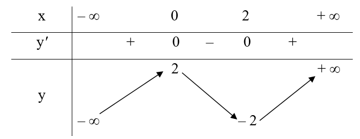 x − ∞ 0 2 + ∞
y′ + 0 − 0 +
2 + ∞
y
− ∞ − 2